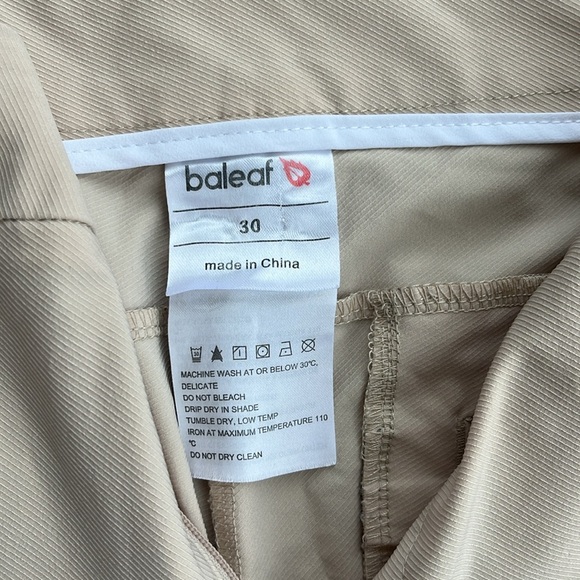 baleaf
30
made in China
MACHINE WASH AT OR BELOW 30℃,
DELICATE
DO NOT BLEACH
DRIP DRY IN SHADE
TUMBLE DRY, LOW TEMP
IRON AT MAXIMUM TEMPERATURE 110
℃
DO NOT DRY CLEAN